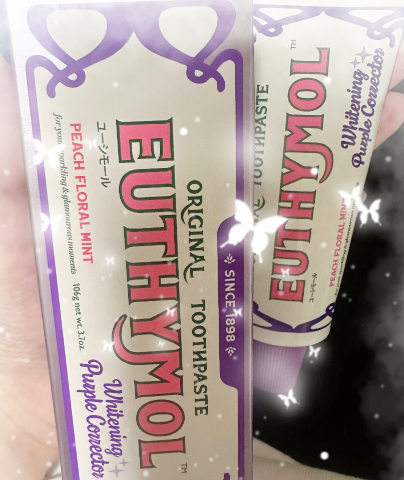 ORIGINAL TOOTHPASTE
EUTHYMOL™
ユーシモール
PEACH FLORAL MINT
for your sparkling & glamourous moments
106g net wt. 3.7oz.
Whitening
Purple Corrector
SINCE 1898
TOOTHPASTE
EUTHYMOL™
ユーシモール
PEACH FLORAL MINT
Whitening
Purple Corrector